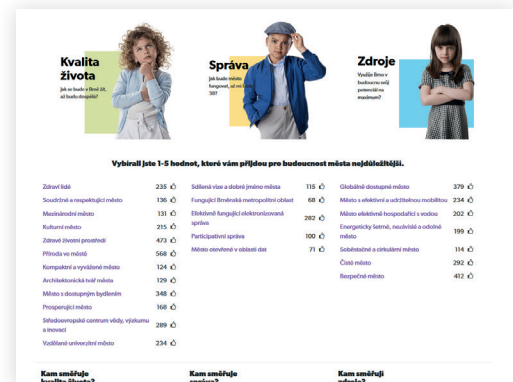 Kvalita
života
Jak se bude v Brně žít,
až budu dospělá?
Správa
Jak bude město
fungovat, až mi
38?
Zdroje
Využije Brno v
budoucnu svůj
potenciál na
maximum?
Vybírali jste 1-5 hodnot, které vám přijdou pro budoucnost města nejdůležitější.
Zdraví lidé 235
Soudržné a respektující město 136
Mezinárodní město 131
Kulturní město 215
Zdravé životní prostředí 473
Příroda ve městě 568
Kompaktní a vyvážené město 124
Architektonická tvář města 129
Město s dostupným bydlením 348
Prosperující město 168
Středoevropské centrum vědy, výzkumu
a inovací 289
Vzdělané univerzitní město 234
Sdílená vize a dobré jméno města 115
Fungující Brněnská metropolitní oblast 68
Efektivně fungující elektronizovaná
správa 282
Participativní správa 100
Město otevřené v oblasti dat 71
Globálně dostupné město 379
Město s efektivní a udržitelnou mobilitou 234
Město efektivně hospodařící s vodou 202
Energeticky šetrné, nezávislé a odolné
město 199
Soběstačné a cirkulární město 114
Čisté město 292
Bezpečné město 412
Kam směřuje
kvalita života?
Kam směřuje
správa?
Kam směřují
zdroje?